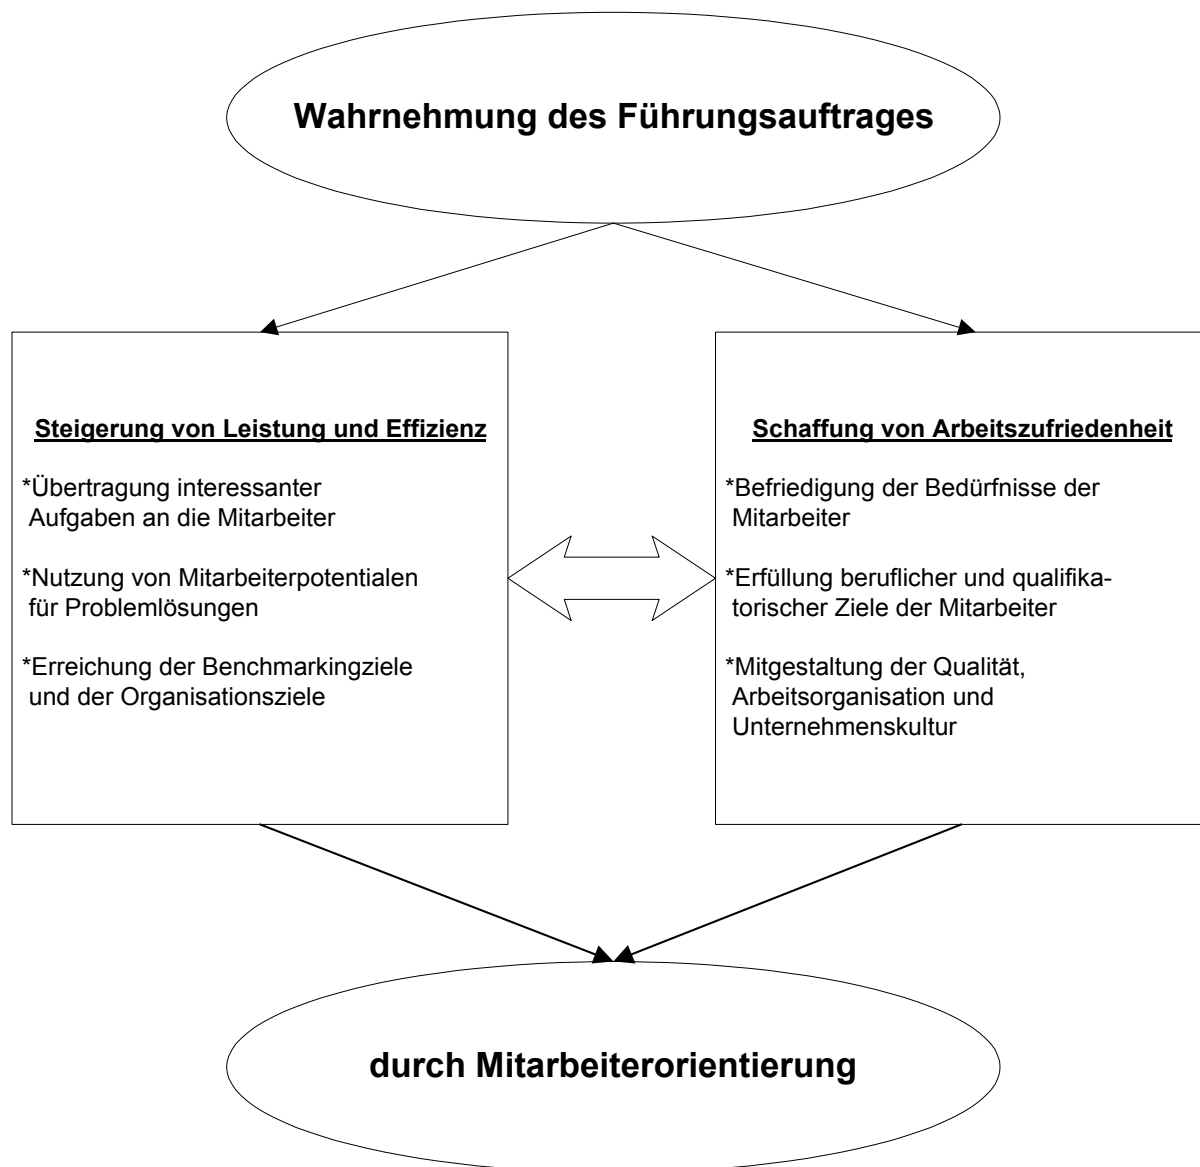 Wahrnehmung des Führungsauftrages
Steigerung von Leistung und Effizienz
*Übertragung interessanter
Aufgaben an die Mitarbeiter
*Nutzung von Mitarbeiterpotentialen
für Problemlösungen
*Erreichung der Benchmarkingziele
und der Organisationsziele
Schaffung von Arbeitszufriedenheit
*Befriedigung der Bedürfnisse der
Mitarbeiter
*Erfüllung beruflicher und qualifika-
torischer Ziele der Mitarbeiter
*Mitgestaltung der Qualität,
Arbeitsorganisation und
Unternehmenskultur
durch Mitarbeiterorientierung